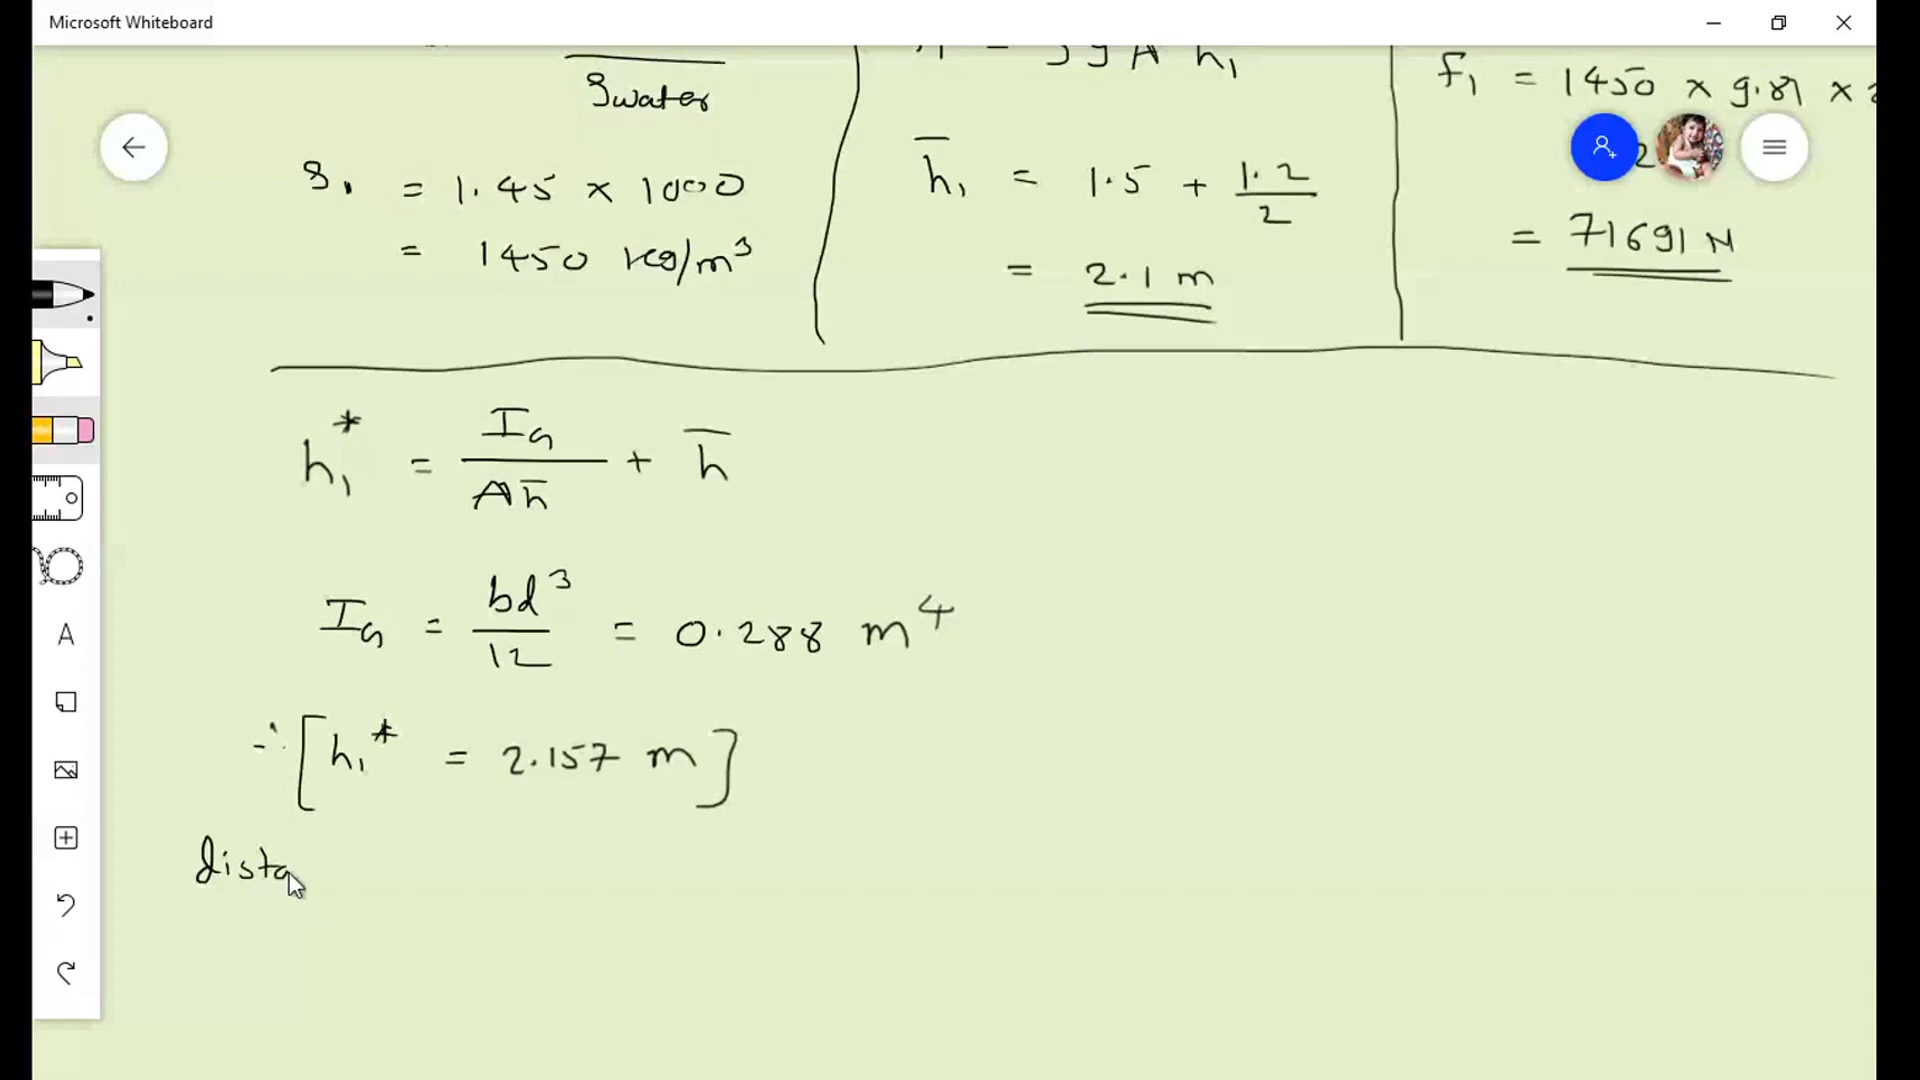 Microsoft Whiteboard
ρwater
ρ₁ = 1.45 × 1000
= 1450 kg/m³
h̄₁ = 1.5 + 1.2/2
= 2.1 m
F₁ = 1450 × 9.81 ×
2
= 71691 N
h₁* = I_G/Ah̄ + h̄
I_G = bd³/12 = 0.288 m⁴
∴ [h₁* = 2.157 m]
dista
A